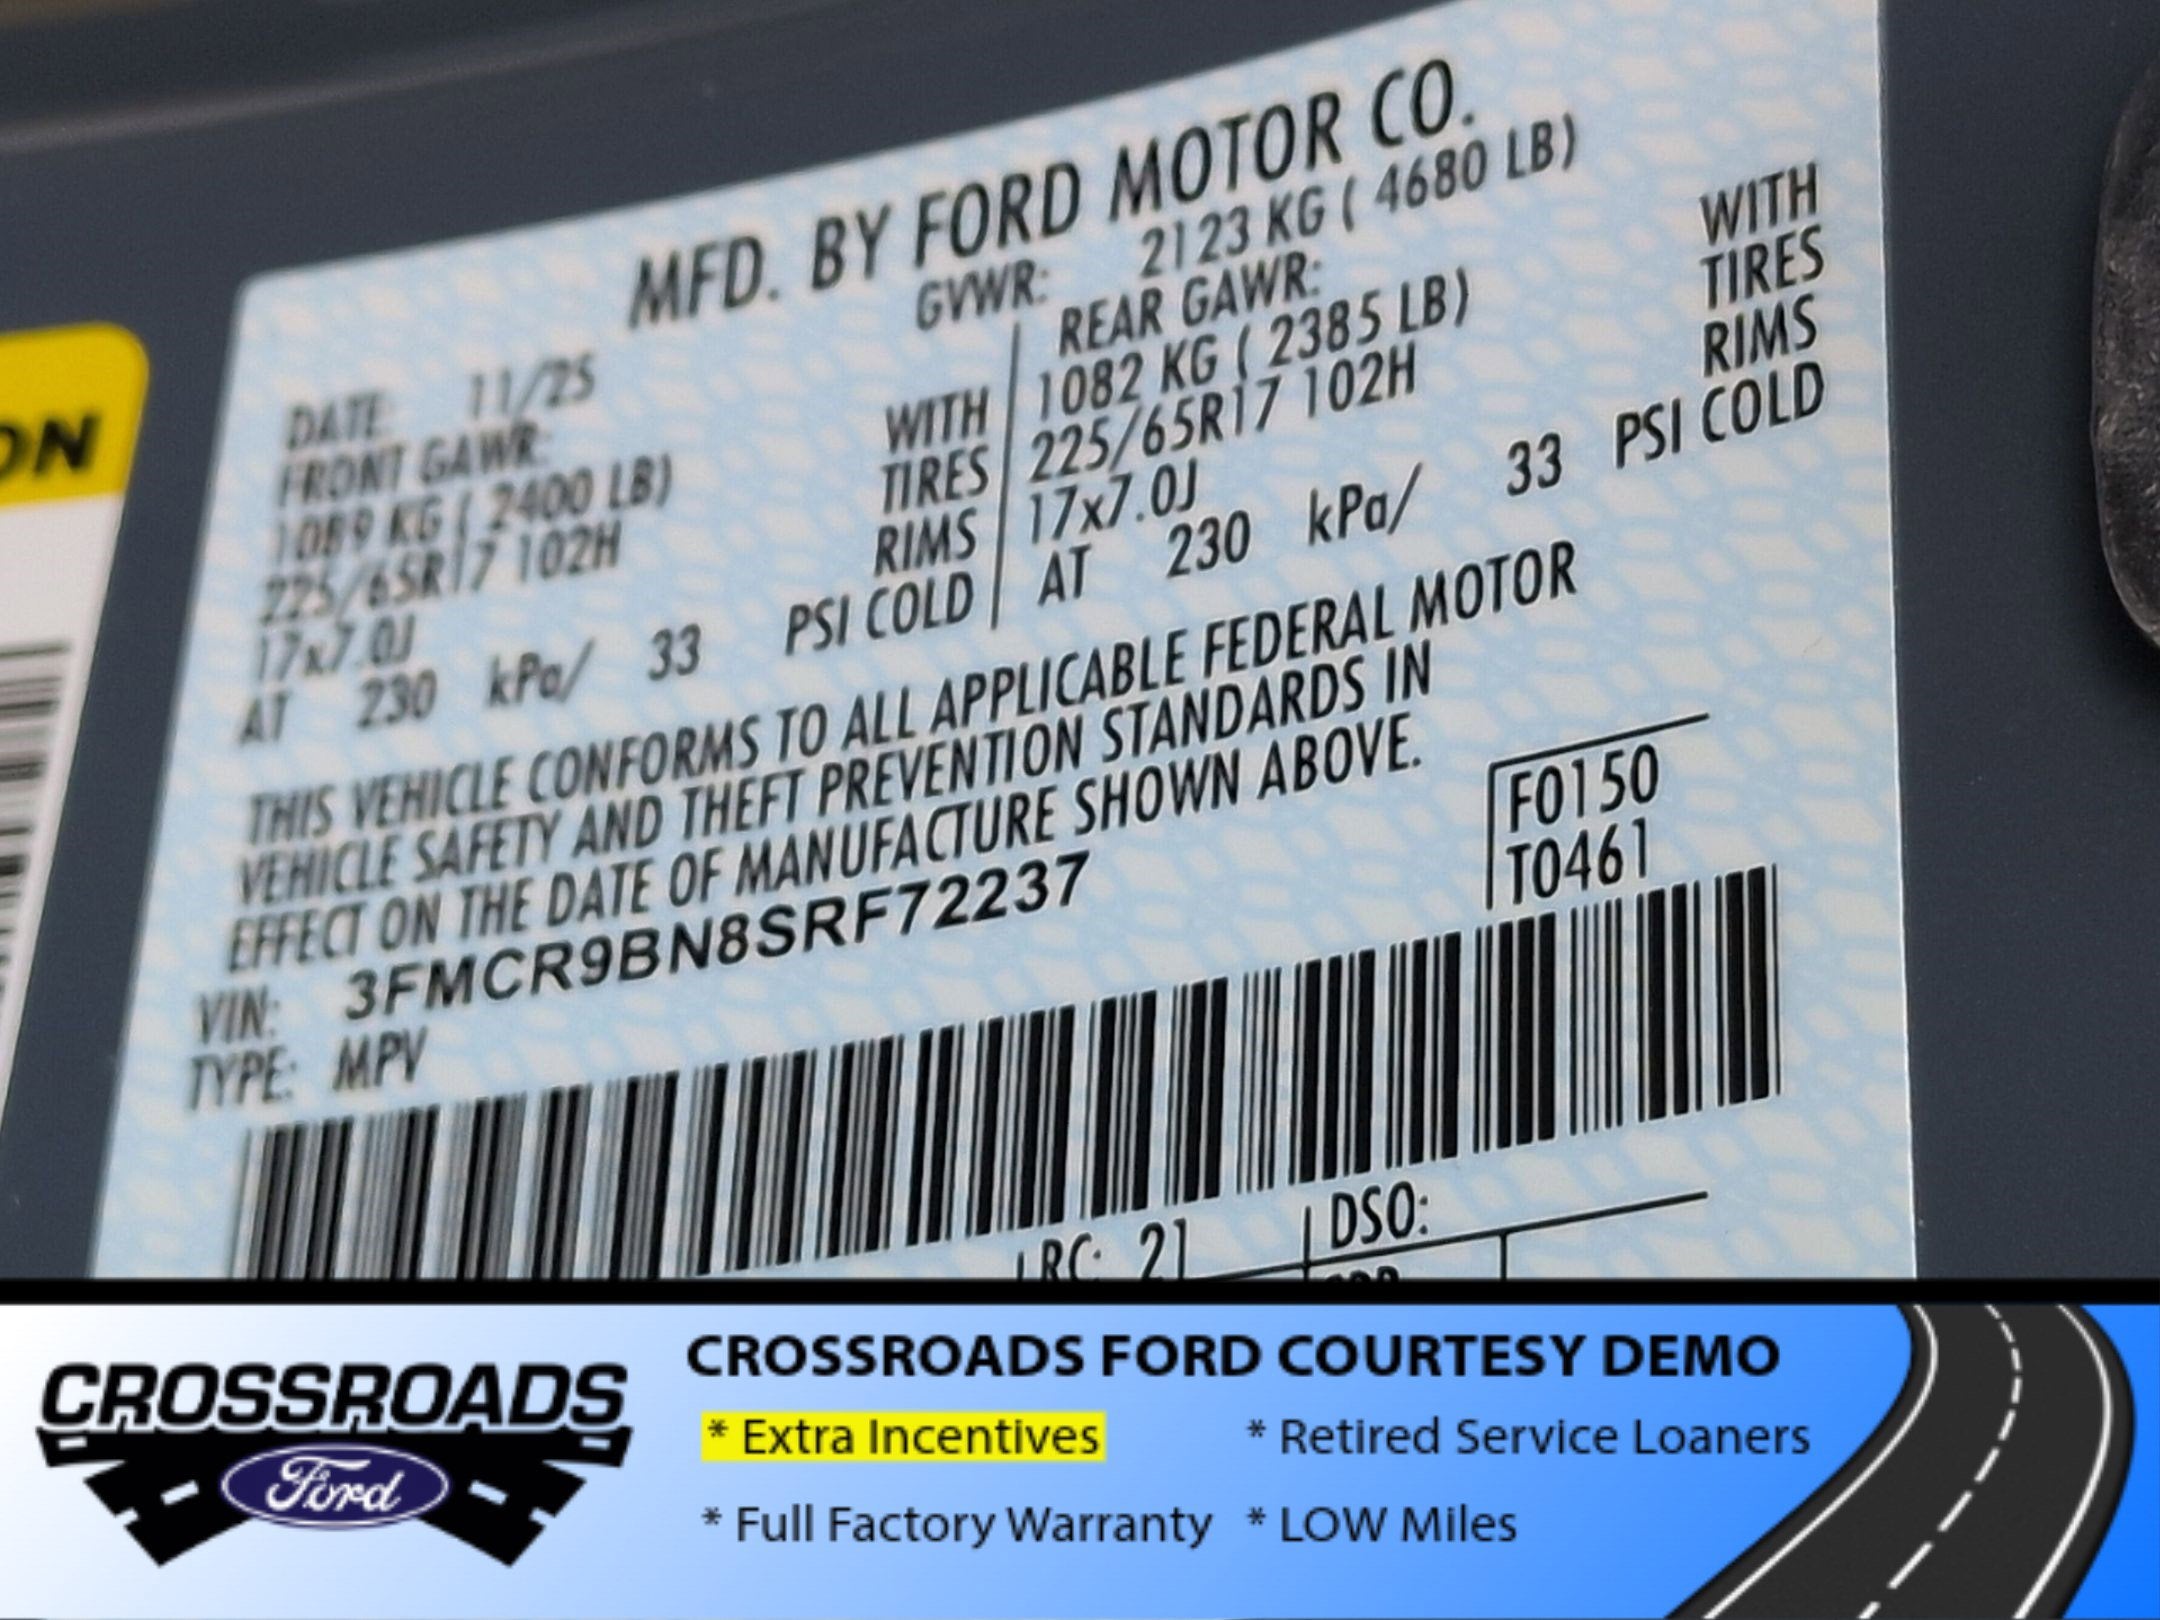 ON
MFD. BY FORD MOTOR CO.
GVWR: 2123 KG ( 4680 LB)
DATE: 11/25
FRONT GAWR:
1089 KG ( 2400 LB) WITH
225/65R17 102H TIRES
17x7.0J RIMS
AT 230 kPa/ 33 PSI COLD
REAR GAWR:
1082 KG ( 2385 LB) WITH
225/65R17 102H TIRES
17x7.0J RIMS
AT 230 kPa/ 33 PSI COLD
THIS VEHICLE CONFORMS TO ALL APPLICABLE FEDERAL MOTOR
VEHICLE SAFETY AND THEFT PREVENTION STANDARDS IN
EFFECT ON THE DATE OF MANUFACTURE SHOWN ABOVE.
F0150
T0461
VIN: 3FMCR9BN8SRF72237
TYPE: MPV
RC: 21 DSO:
CROSSROADS
Ford
CROSSROADS FORD COURTESY DEMO
* Extra Incentives * Retired Service Loaners
* Full Factory Warranty * LOW Miles